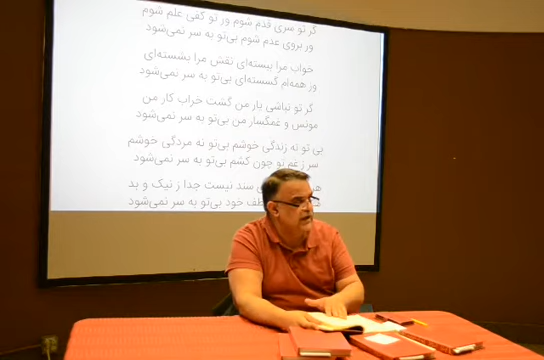 گر تو سری قدم شوم ور تو کفی علم شوم
ور بروی عدم شوم بی‌تو به سر نمی‌شود
خواب مرا ببسته‌ای نقش مرا بشسته‌ای
وز همه‌ام گسسته‌ای بی‌تو به سر نمی‌شود
گر تو نباشی یار من گشت خراب کار من
مونس و غمگسار من بی‌تو به سر نمی‌شود
بی تو نه زندگی خوشم بی‌تو نه مردگی خوشم
سر ز غم تو چون کشم بی‌تو به سر نمی‌شود
سند نیست جدا ز نیک و بد
لطف خود بی‌تو به سر نمی‌شود